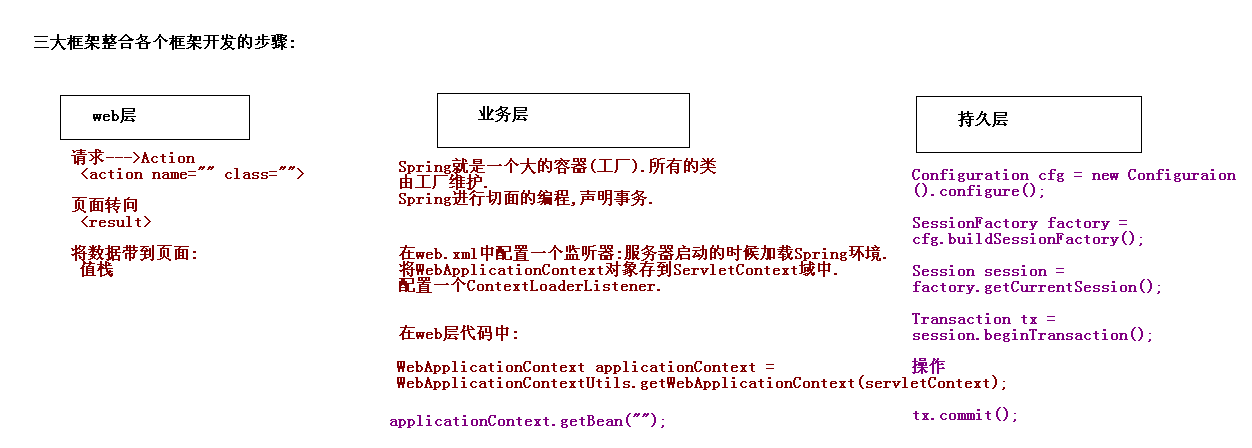 三大框架整合各个框架开发的步骤:
web层
请求--->Action
<action name="" class="">
页面转向
<result>
将数据带到页面:
值栈
业务层
Spring就是一个大的容器(工厂).所有的类
由工厂维护.
Spring进行切面的编程,声明事务.
在web.xml中配置一个监听器:服务器启动的时候加载Spring环境.
将WebApplicationContext对象存到ServletContext域中.
配置一个ContextLoaderListener.
在web层代码中:
WebApplicationContext applicationContext =
WebApplicationContextUtils.getWebApplicationContext(servletContext);
applicationContext.getBean("");
持久层
Configuration cfg = new Configuraion
().configure();
SessionFactory factory =
cfg.buildSessionFactory();
Session session =
factory.getCurrentSession();
Transaction tx =
session.beginTransaction();
操作
tx.commit();